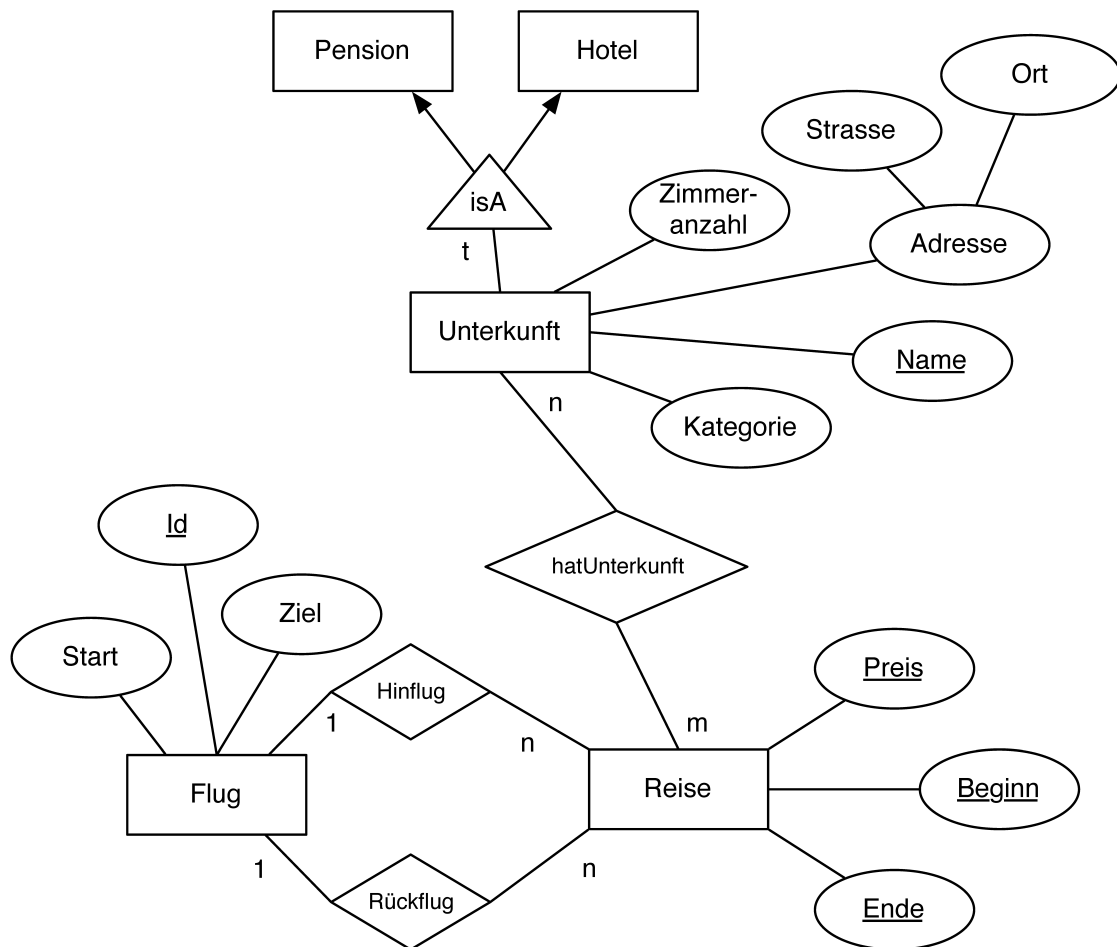 Pension
Hotel
Ort
Strasse
isA
Zimmer-
anzahl
Adresse
t
Unterkunft
Name
n
Kategorie
Id
hatUnterkunft
Ziel
Start
Preis
Hinflug
1
n
m
Flug
Reise
Beginn
1
n
Rückflug
Ende